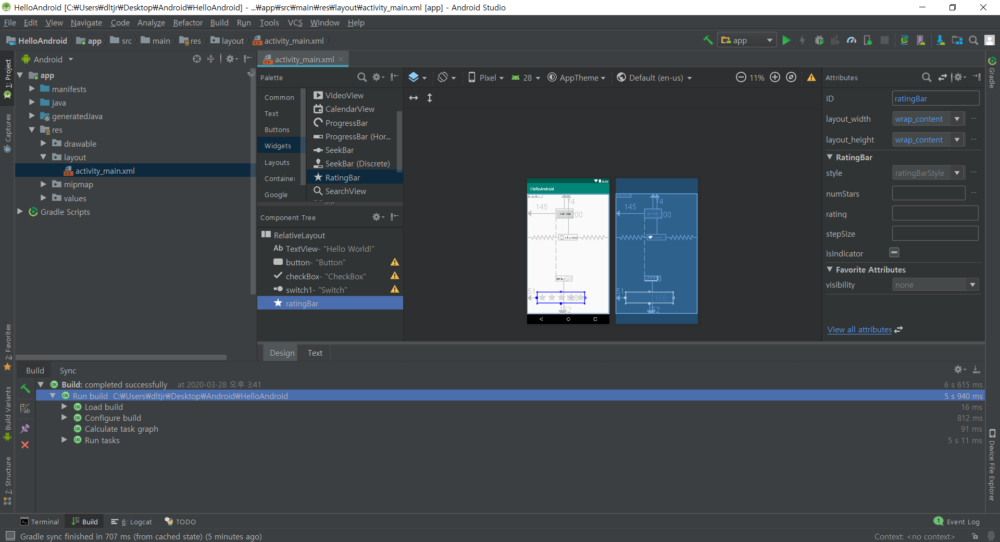 HelloAndroid [C:₩Users₩dltjr₩Desktop₩Android₩HelloAndroid] - ...₩app₩src₩main₩res₩layout₩activity_main.xml [app] - Android Studio
File Edit View Navigate Code Analyze Refactor Build Run Tools VCS Window Help
HelloAndroid app src main res layout activity_main.xml
app
1: Project
Captures
2: Favorites
Build Variants
7: Structure
Android
app
manifests
java
generatedJava
res
drawable
layout
activity_main.xml
mipmap
values
Gradle Scripts
activity_main.xml
Palette
Common
Text
Buttons
Widgets
Layouts
Container
Google
VideoView
CalendarView
ProgressBar
ProgressBar (Hor...
SeekBar
SeekBar (Discrete)
RatingBar
SearchView
Component Tree
RelativeLayout
Ab TextView- "Hello World!"
button- "Button"
checkBox- "CheckBox"
switch1- "Switch"
ratingBar
Pixel 28 AppTheme Default (en-us) 11%
HelloAndroid
74
145
BUTTON
200
CheckBox
Switch
51
166
52
74
145
BUTTON
200
51
166
52
Attributes
ID ratingBar
layout_width wrap_content ...
layout_height wrap_content ...
RatingBar
style ratingBarStyle ...
numStars ...
rating
stepSize
isIndicator
Favorite Attributes
visibility none
View all attributes
Gradle
Device File Explorer
Design Text
Build Sync
Build: completed successfully at 2020-03-28 오후 3:41 6 s 615 ms
Run build C:₩Users₩dltjr₩Desktop₩Android₩HelloAndroid 5 s 940 ms
Load build 16 ms
Configure build 812 ms
Calculate task graph 91 ms
Run tasks 5 s 11 ms
Terminal Build 6: Logcat TODO 1 Event Log
Gradle sync finished in 707 ms (from cached state) (5 minutes ago) Context: <no context>